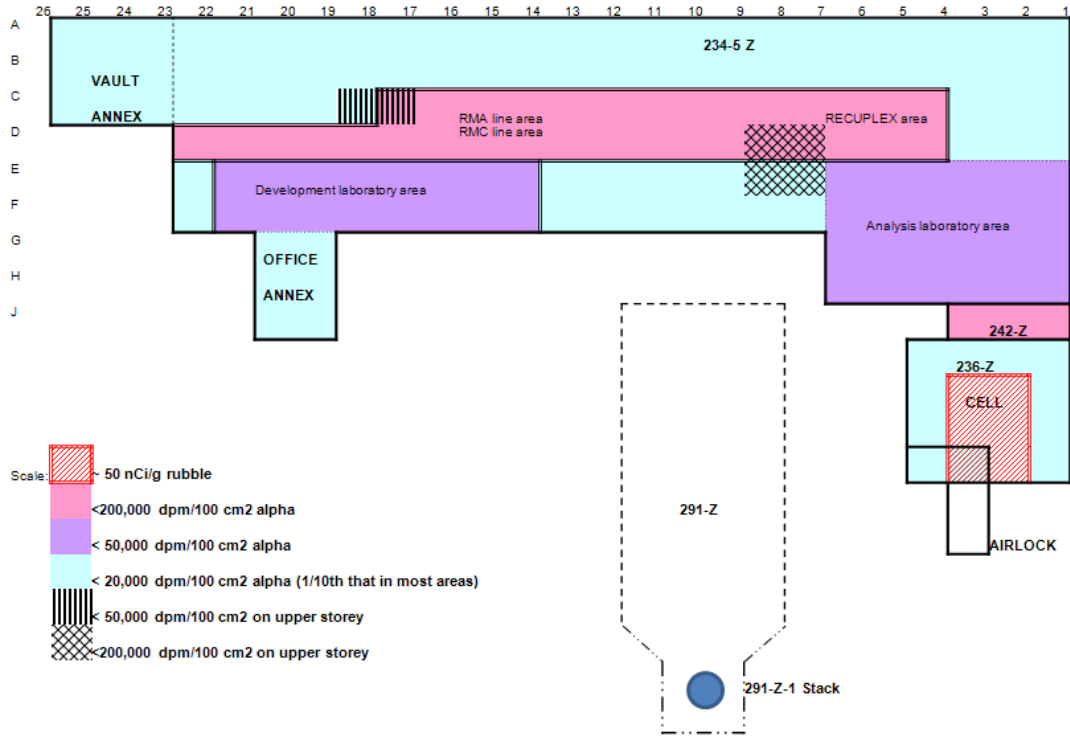 26 25 24 23 22 21 20 19 18 17 16 15 14 13 12 11 10 9 8 7 6 5 4 3 2 1
A
234-5 Z
B
VAULT
C
ANNEX
RMA line area
RECUPLEX area
D
RMC line area
E
Development laboratory area
F
Analysis laboratory area
G
OFFICE
H
ANNEX
J
242-Z
236-Z
CELL
Scale:
~ 50 nCi/g rubble
<200,000 dpm/100 cm2 alpha
291-Z
< 50,000 dpm/100 cm2 alpha
AIRLOCK
< 20,000 dpm/100 cm2 alpha (1/10th that in most areas)
< 50,000 dpm/100 cm2 on upper storey
<200,000 dpm/100 cm2 on upper storey
291-Z-1 Stack